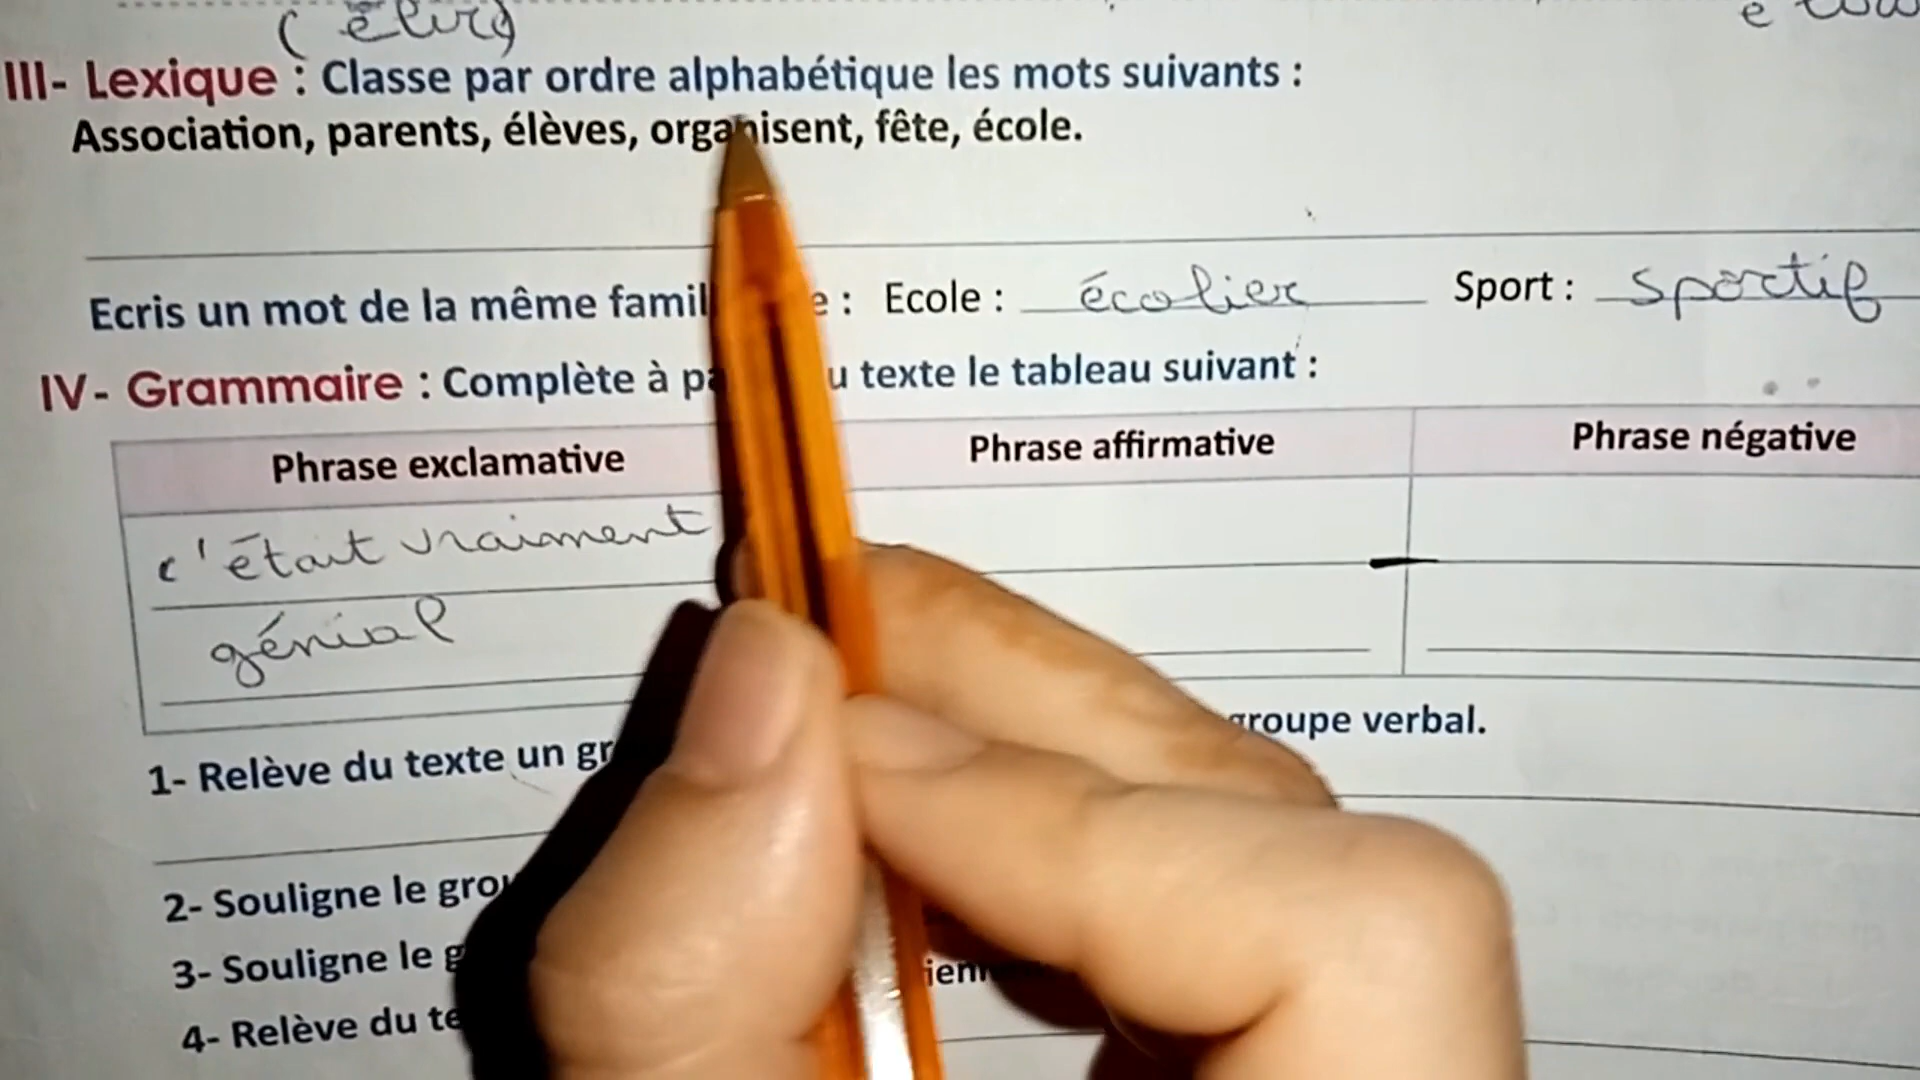 ( élire)
III- Lexique : Classe par ordre alphabétique les mots suivants :
Association, parents, élèves, organisent, fête, école.
Ecris un mot de la même famil e : Ecole : écolier Sport : sportif
IV- Grammaire : Complète à pa u texte le tableau suivant :
Phrase exclamative Phrase affirmative Phrase négative
c'était vraiment
génial
1- Relève du texte un gr groupe verbal.
2- Souligne le grou
3- Souligne le g ien
4- Relève du te